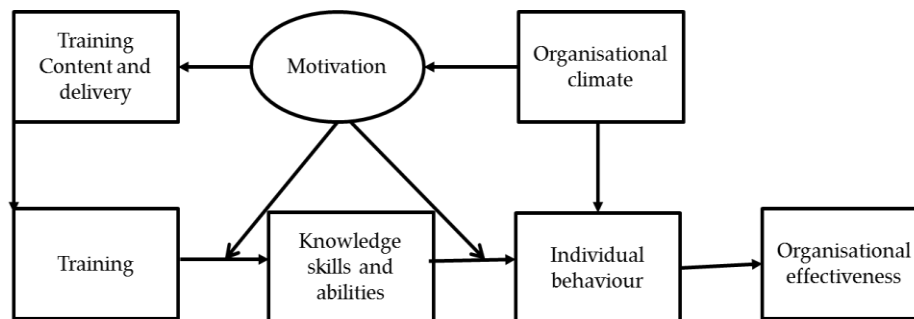 Training
Content and
delivery
Motivation
Organisational
climate
Training
Knowledge
skills and
abilities
Individual
behaviour
Organisational
effectiveness